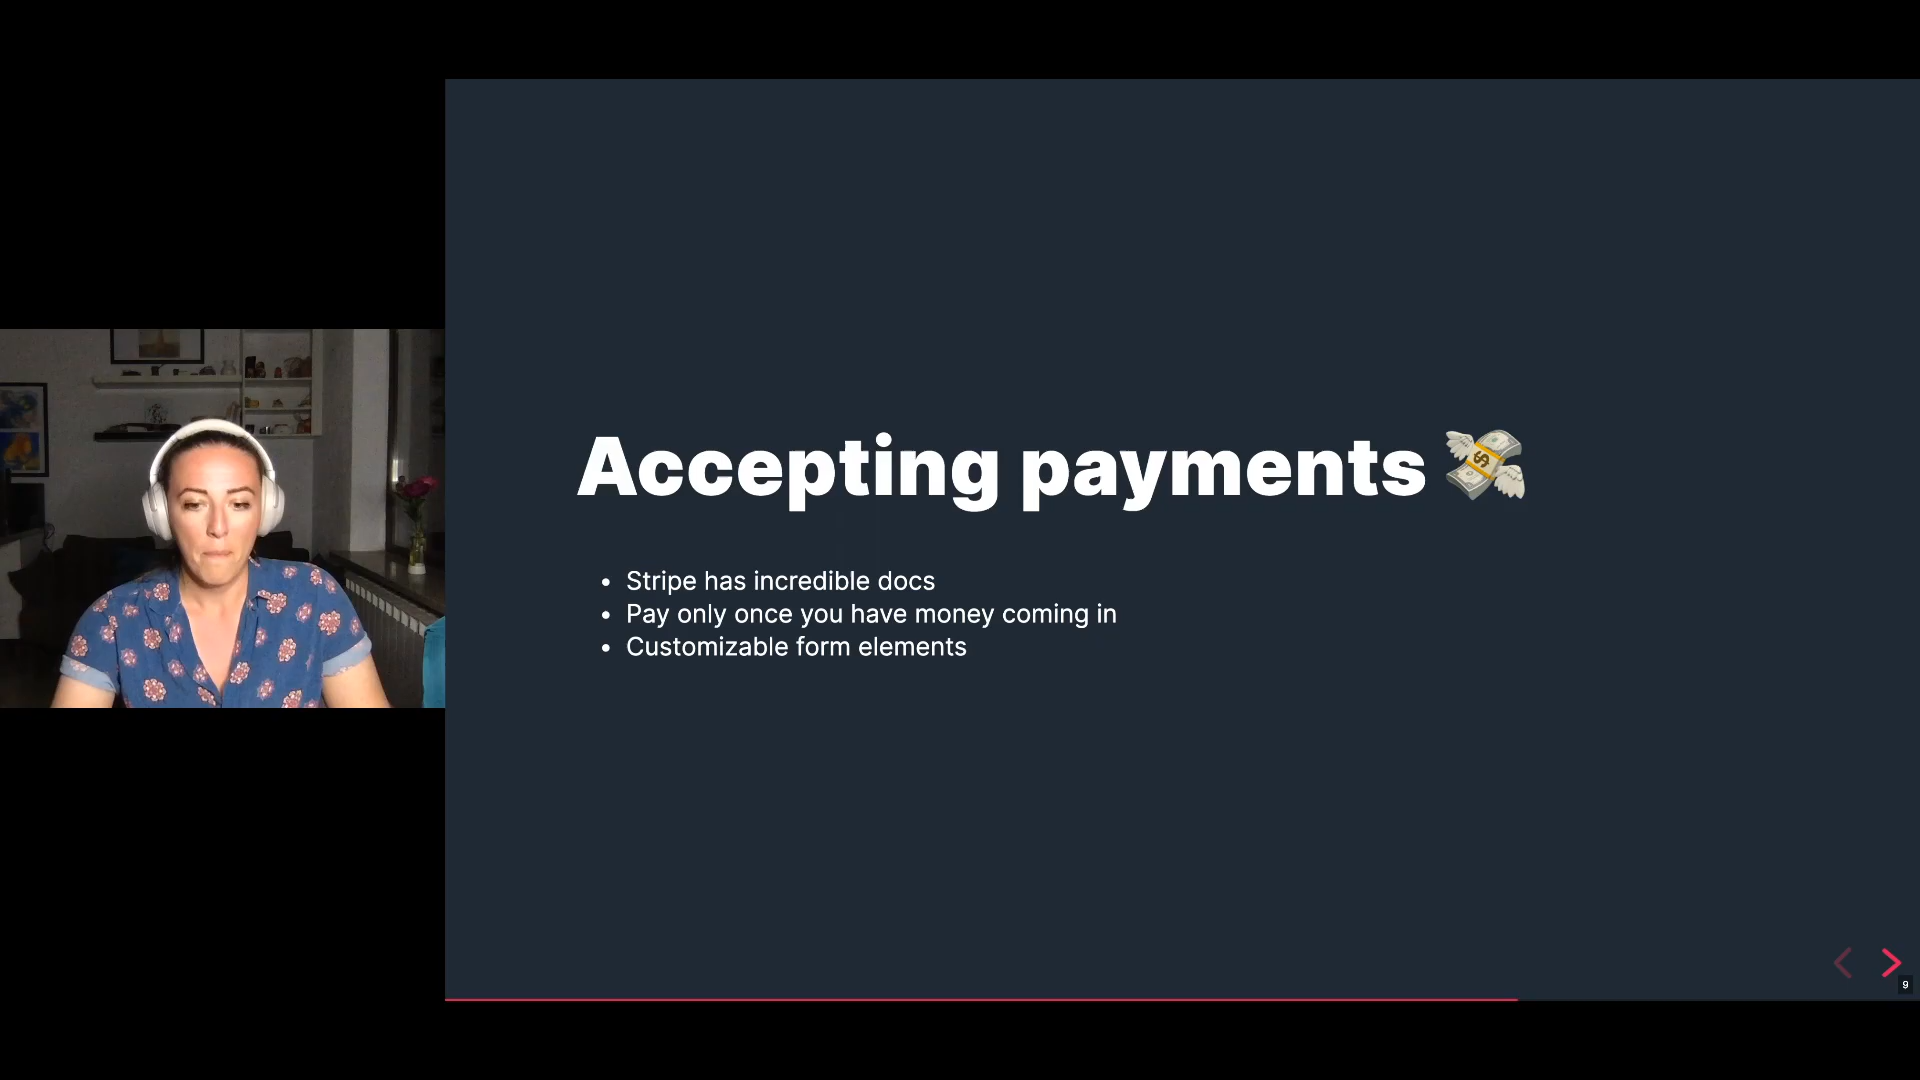 Accepting payments 💸
• Stripe has incredible docs
• Pay only once you have money coming in
• Customizable form elements
9